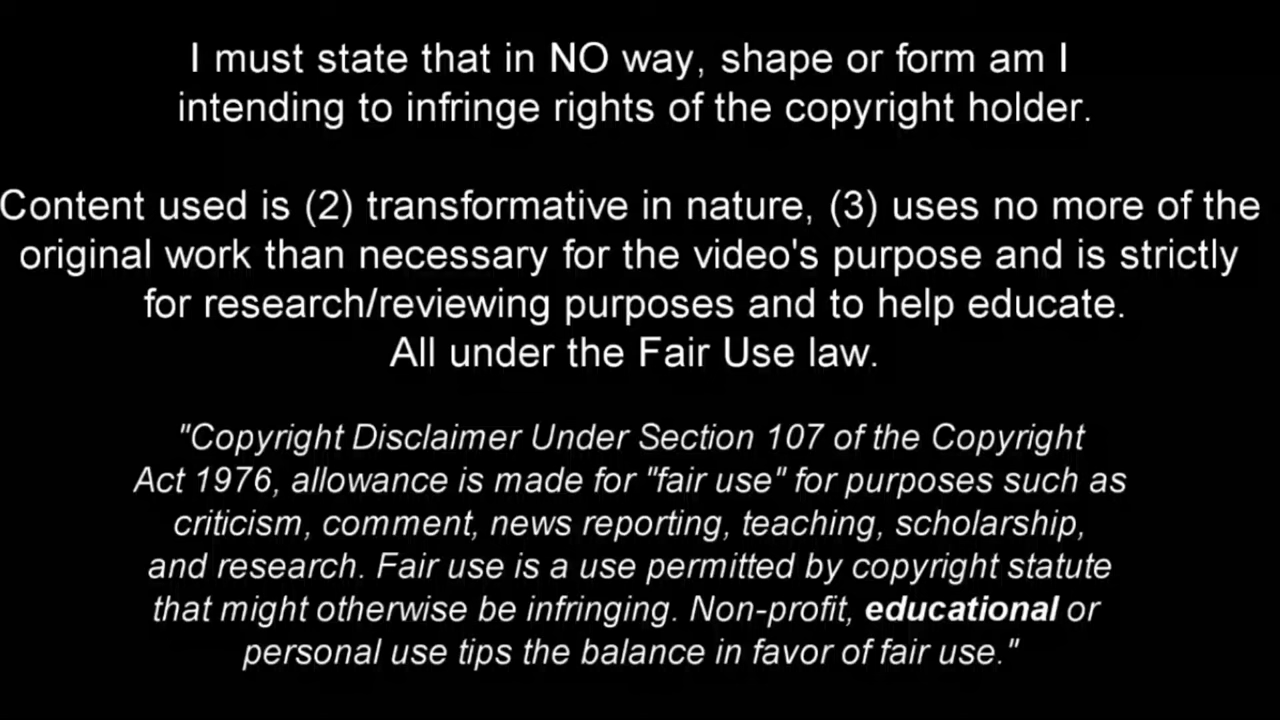 I must state that in NO way, shape or form am I
intending to infringe rights of the copyright holder.
Content used is (2) transformative in nature, (3) uses no more of the
original work than necessary for the video's purpose and is strictly
for research/reviewing purposes and to help educate.
All under the Fair Use law.
"Copyright Disclaimer Under Section 107 of the Copyright
Act 1976, allowance is made for "fair use" for purposes such as
criticism, comment, news reporting, teaching, scholarship,
and research. Fair use is a use permitted by copyright statute
that might otherwise be infringing. Non-profit, educational or
personal use tips the balance in favor of fair use."